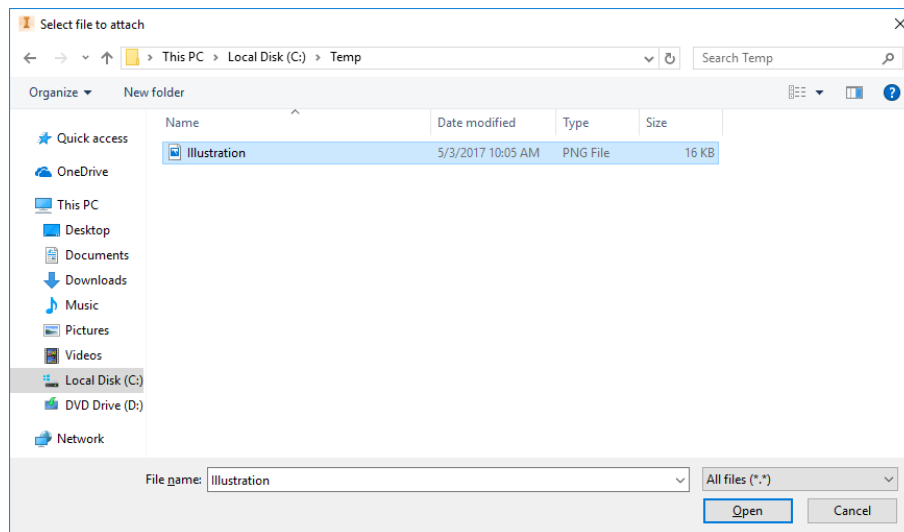 Select file to attach
This PC > Local Disk (C:) > Temp
Search Temp
Organize
New folder
Name
Date modified
Type
Size
Illustration
5/3/2017 10:05 AM
PNG File
16 KB
Quick access
OneDrive
This PC
Desktop
Documents
Downloads
Music
Pictures
Videos
Local Disk (C:)
DVD Drive (D:)
Network
File name: Illustration
All files (*.*)
Open
Cancel